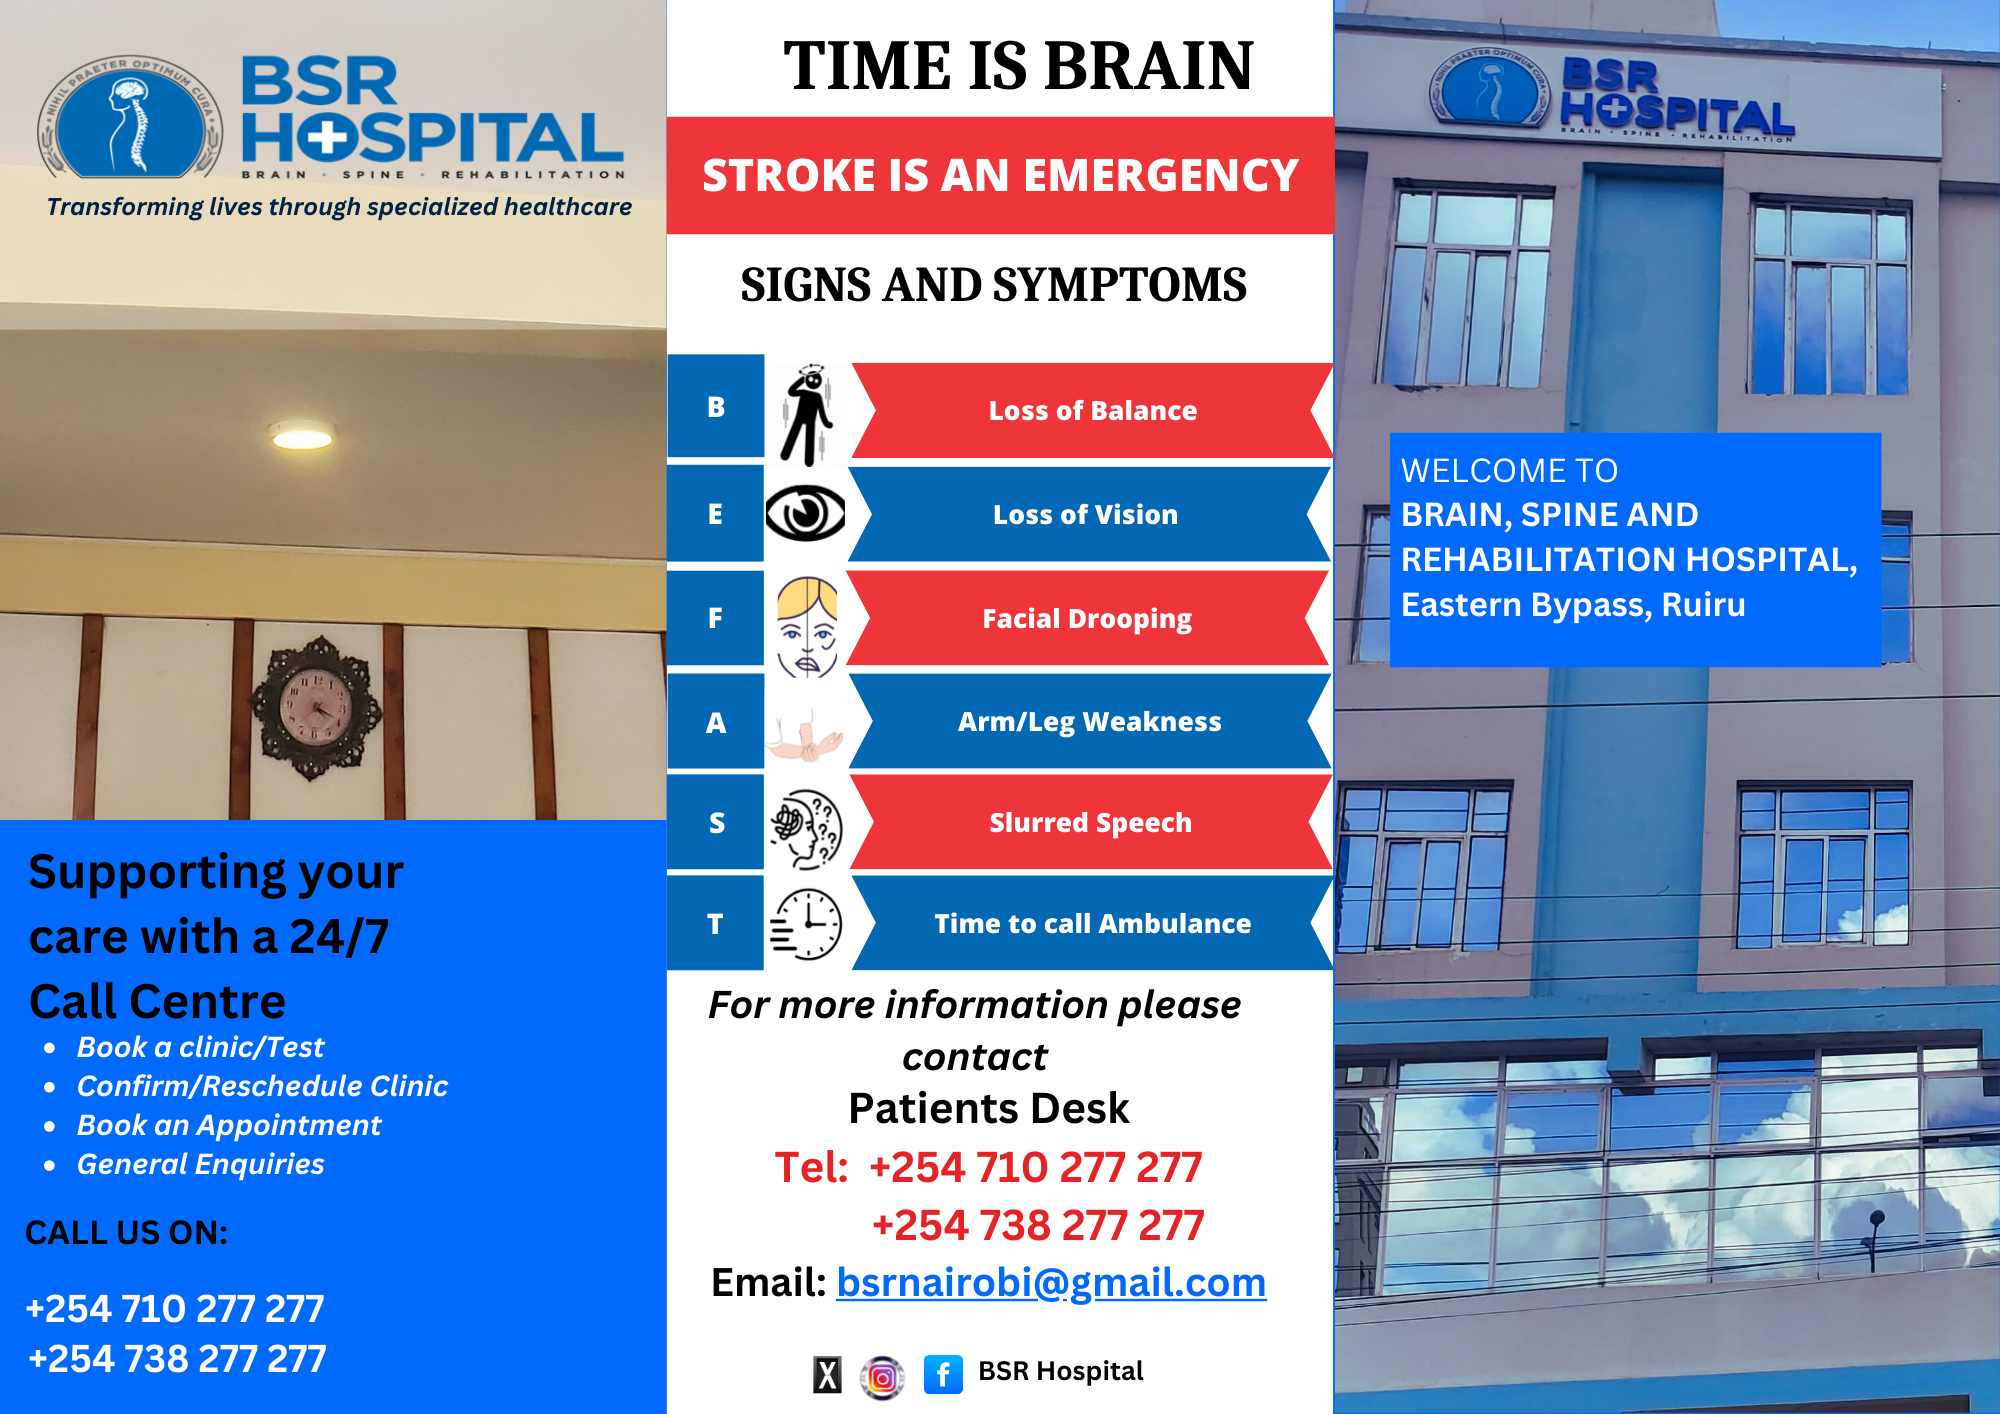 NIHIL PRAETER OPTIMUM CURA
BSR
HOSPITAL
BRAIN - SPINE - REHABILITATION
Transforming lives through specialized healthcare
Supporting your
care with a 24/7
Call Centre
• Book a clinic/Test
• Confirm/Reschedule Clinic
• Book an Appointment
• General Enquiries
CALL US ON:
+254 710 277 277
+254 738 277 277
TIME IS BRAIN
STROKE IS AN EMERGENCY
SIGNS AND SYMPTOMS
B Loss of Balance
E Loss of Vision
F Facial Drooping
A Arm/Leg Weakness
S Slurred Speech
T Time to call Ambulance
For more information please
contact
Patients Desk
Tel: +254 710 277 277
+254 738 277 277
Email: bsrnairobi@gmail.com
BSR Hospital
NIHIL PRAETER OPTIMUM CURA
BSR
HOSPITAL
BRAIN - SPINE - REHABILITATION
WELCOME TO
BRAIN, SPINE AND
REHABILITATION HOSPITAL,
Eastern Bypass, Ruiru